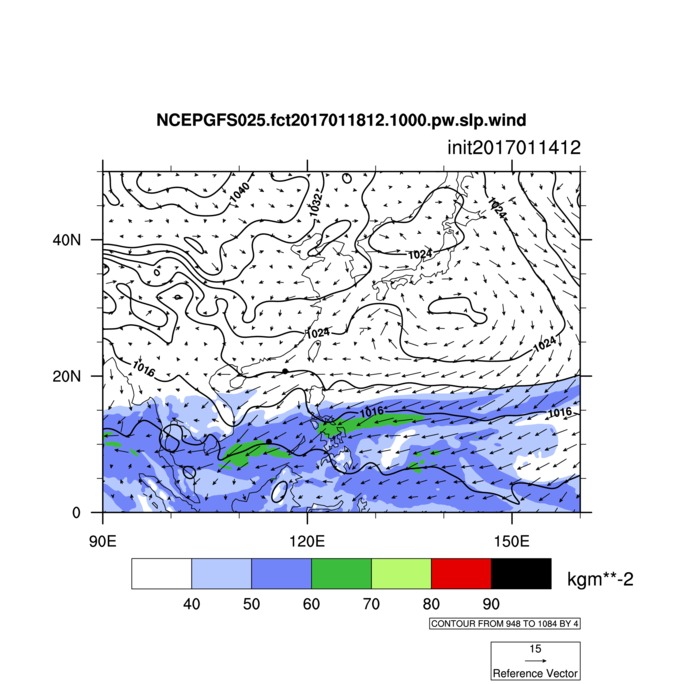 NCEPGFS025.fct2017011812.1000.pw.slp.wind
init2017011412
1040
1032
1024
40N
1024
1024
1024
1016
20N
1016
1016
0
90E 120E 150E
40 50 60 70 80 90
kgm**-2
CONTOUR FROM 948 TO 1084 BY 4
15
Reference Vector